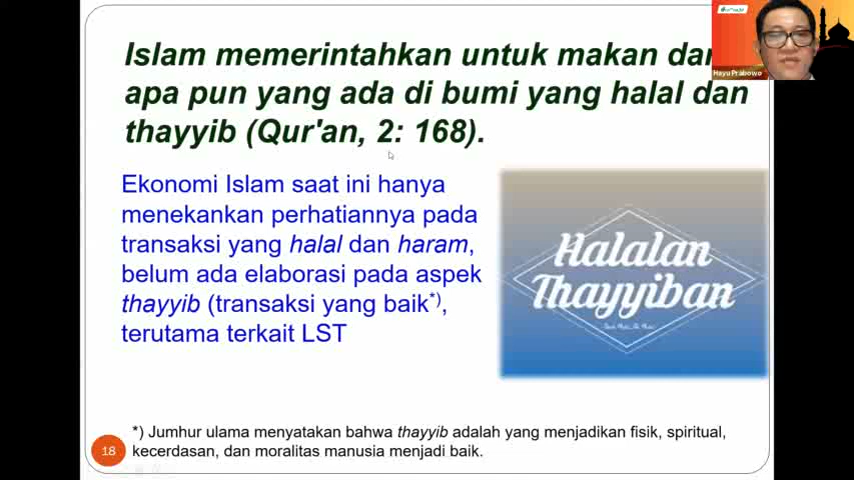 Islam memerintahkan untuk makan dar
apa pun yang ada di bumi yang halal dan
thayyib (Qur'an, 2: 168).
Hayu Prabowo
Ekonomi Islam saat ini hanya
menekankan perhatiannya pada
transaksi yang halal dan haram,
belum ada elaborasi pada aspek
thayyib (transaksi yang baik*),
terutama terkait LST
Halalan
Thayyiban
*) Jumhur ulama menyatakan bahwa thayyib adalah yang menjadikan fisik, spiritual,
kecerdasan, dan moralitas manusia menjadi baik.
18